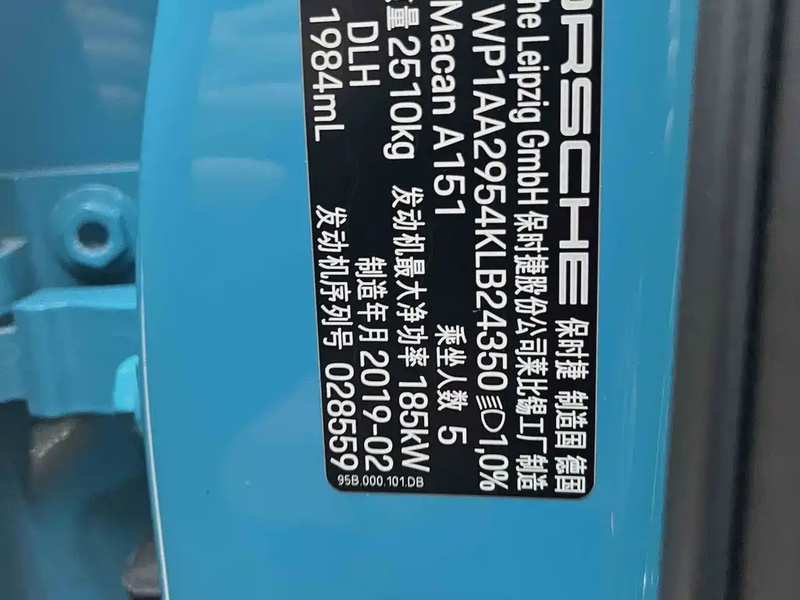 PORSCHE 保时捷 制造国 德国
che Leipzig GmbH 保时捷股份公司莱比锡工厂制造
WP1AA2954KLB24350 1,0%
Macan A151 乘坐人数 5
量 2510kg 发动机最大净功率 185kW
DLH 制造年月 2019-02
1984mL 发动机序列号 028559
95B.000.101.DB